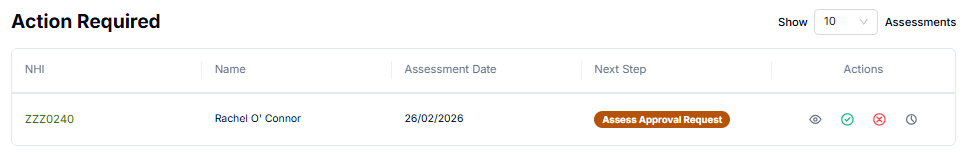 Action Required
Show 10 Assessments
NHI Name Assessment Date Next Step Actions
ZZZ0240 Rachel O' Connor 26/02/2026 Assess Approval Request